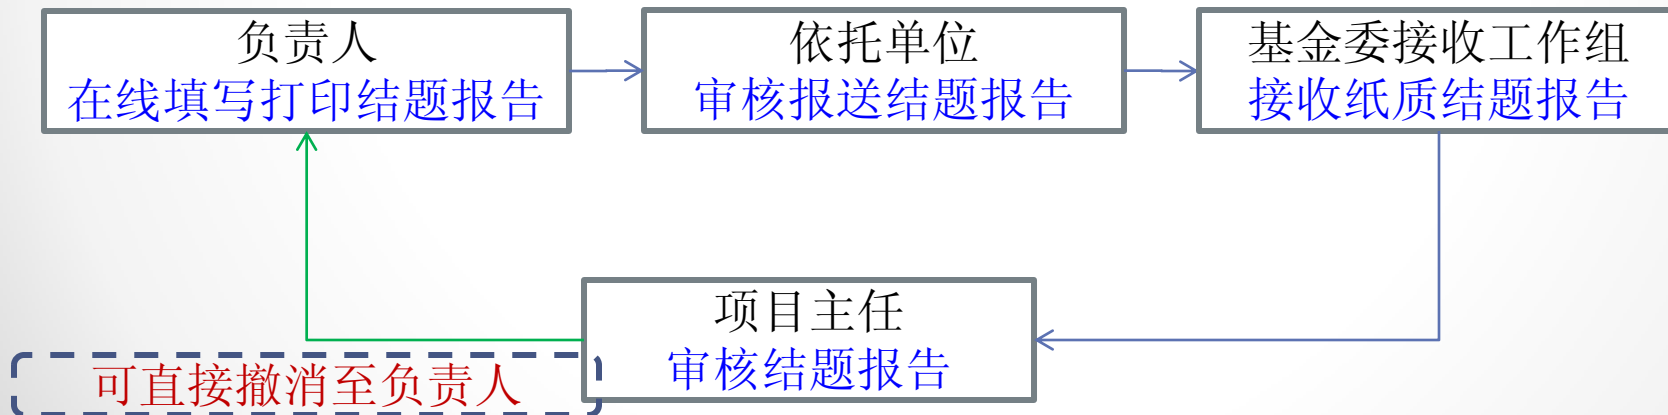 负责人
在线填写打印结题报告
依托单位
审核报送结题报告
基金委接收工作组
接收纸质结题报告
项目主任
审核结题报告
可直接撤消至负责人